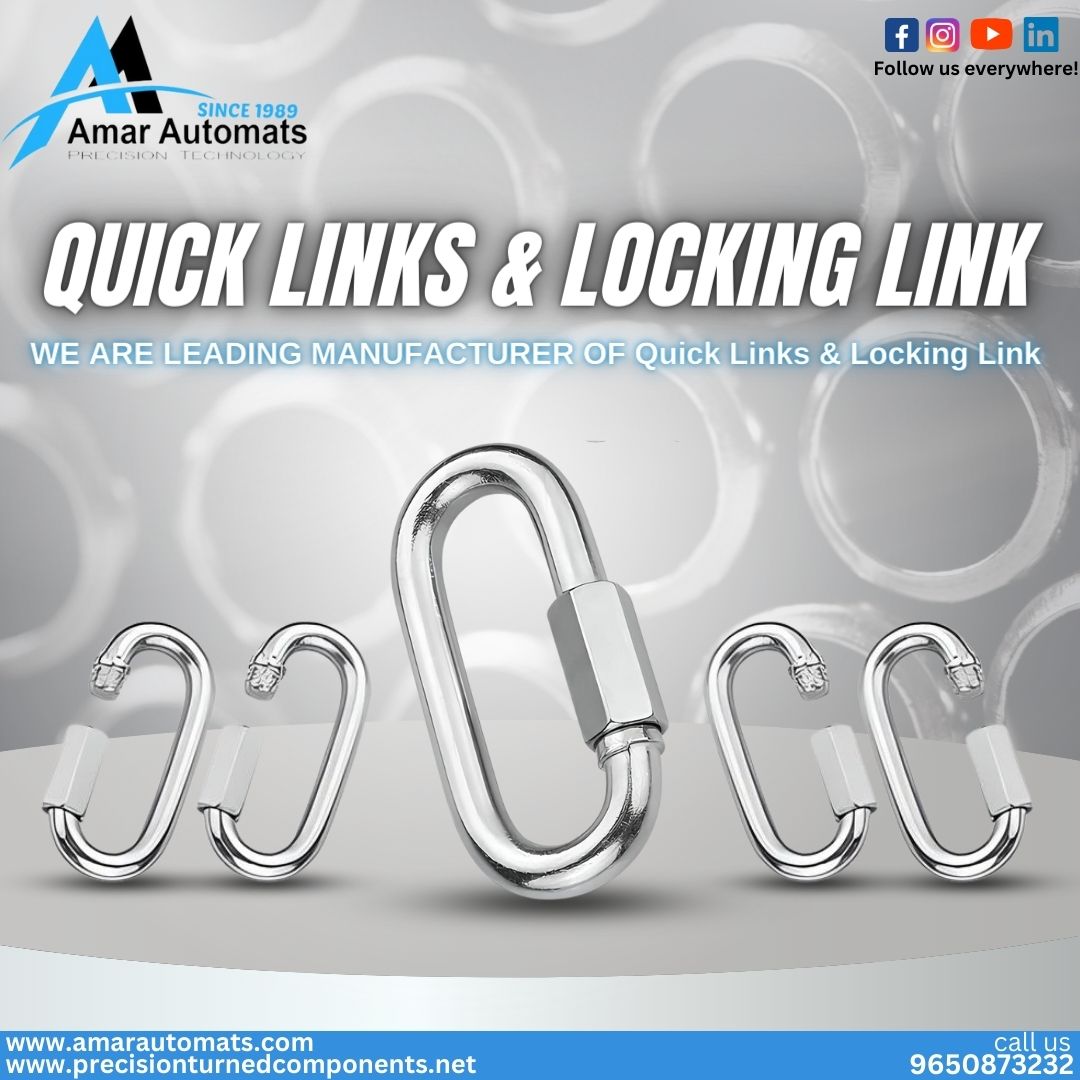 SINCE 1989
Amar Automats
PRECISION TECHNOLOGY
Follow us everywhere!
QUICK LINKS & LOCKING LINK
WE ARE LEADING MANUFACTURER OF Quick Links & Locking Link
www.amarautomats.com
www.precisionturnedcomponents.net
call us
9650873232